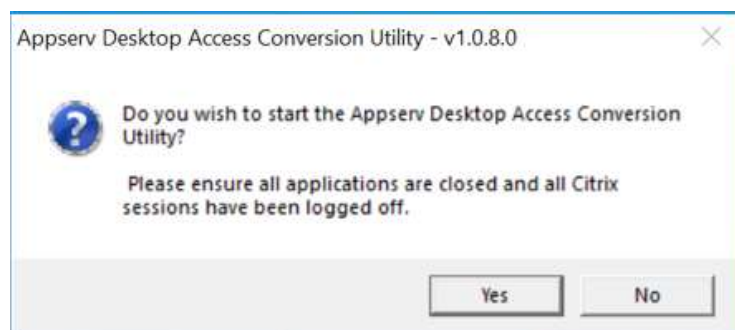 Appserv Desktop Access Conversion Utility - v1.0.8.0
Do you wish to start the Appserv Desktop Access Conversion
Utility?
Please ensure all applications are closed and all Citrix
sessions have been logged off.
Yes
No